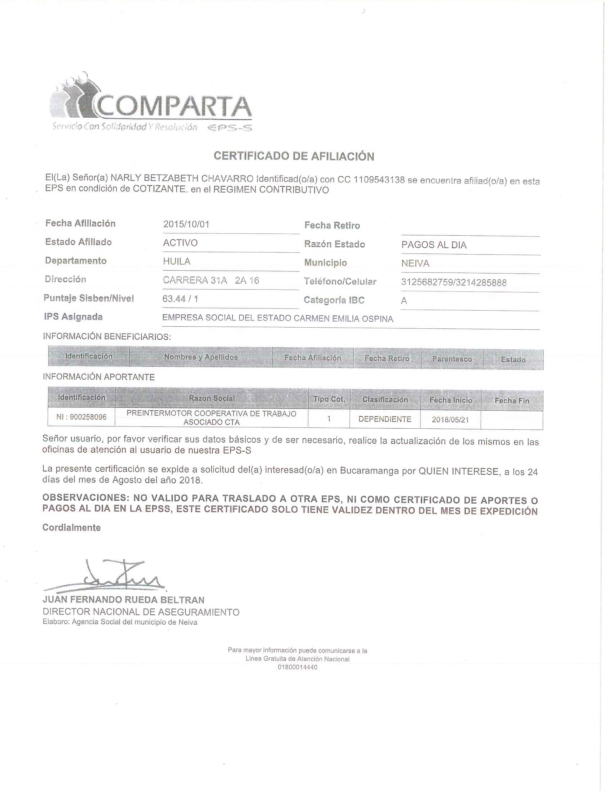 COMPARTA
Servicio Con Solidaridad Y Resolución EPS-S
CERTIFICADO DE AFILIACIÓN
El(La) Señor(a) NARLY BETZABETH CHAVARRO Identificad(o/a) con CC 1109543138 se encuentra afiliad(o/a) en esta
EPS en condición de COTIZANTE. en el REGIMEN CONTRIBUTIVO
Fecha Afiliación 2015/10/01 Fecha Retiro
Estado Afiliado ACTIVO Razón Estado PAGOS AL DIA
Departamento HUILA Municipio NEIVA
Dirección CARRERA 31A 2A 16 Teléfono/Celular 3125682759/3214285888
Puntaje Sisben/Nivel 63.44 / 1 Categoria IBC A
IPS Asignada EMPRESA SOCIAL DEL ESTADO CARMEN EMILIA OSPINA
INFORMACIÓN BENEFICIARIOS:
Identificación Nombres y Apellidos Fecha Afiliación Fecha Retiro Parentesco Estado
INFORMACIÓN APORTANTE
Identificación Razon Social Tipo Cot. Clasificación Fecha Inicio Fecha Fin
NI : 900258096 PREINTERMOTOR COOPERATIVA DE TRABAJO ASOCIADO CTA 1 DEPENDIENTE 2018/05/21
Señor usuario, por favor verificar sus datos básicos y de ser necesario, realice la actualización de los mismos en las
oficinas de atención al usuario de nuestra EPS-S
La presente certificación se expide a solicitud del(a) interesad(o/a) en Bucaramanga por QUIEN INTERESE, a los 24
días del mes de Agosto del año 2018.
OBSERVACIONES: NO VALIDO PARA TRASLADO A OTRA EPS, NI COMO CERTIFICADO DE APORTES O
PAGOS AL DIA EN LA EPSS, ESTE CERTIFICADO SOLO TIENE VALIDEZ DENTRO DEL MES DE EXPEDICIÓN
Cordialmente
JUAN FERNANDO RUEDA BELTRAN
DIRECTOR NACIONAL DE ASEGURAMIENTO
Elaboro: Agencia Social del municipio de Neiva
Para mayor información puede comunicarse a la
Linea Gratuita de Atención Nacional
01800014440